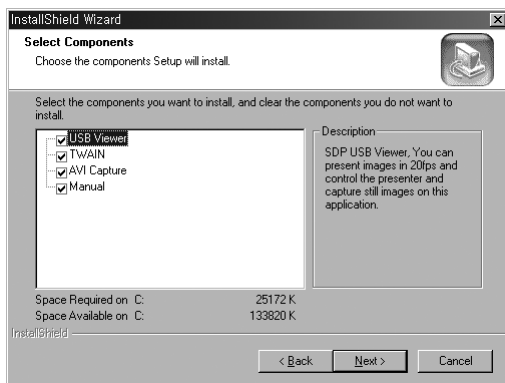 InstallShield Wizard
Select Components
Choose the components Setup will install.
Select the components you want to install, and clear the components you do not want to
install.
USB Viewer
TWAIN
AVI Capture
Manual
Description
SDP USB Viewer, You can
present images in 20fps and
control the presenter and
capture still images on this
application.
Space Required on C: 25172 K
Space Available on C: 133820 K
InstallShield
< Back Next > Cancel